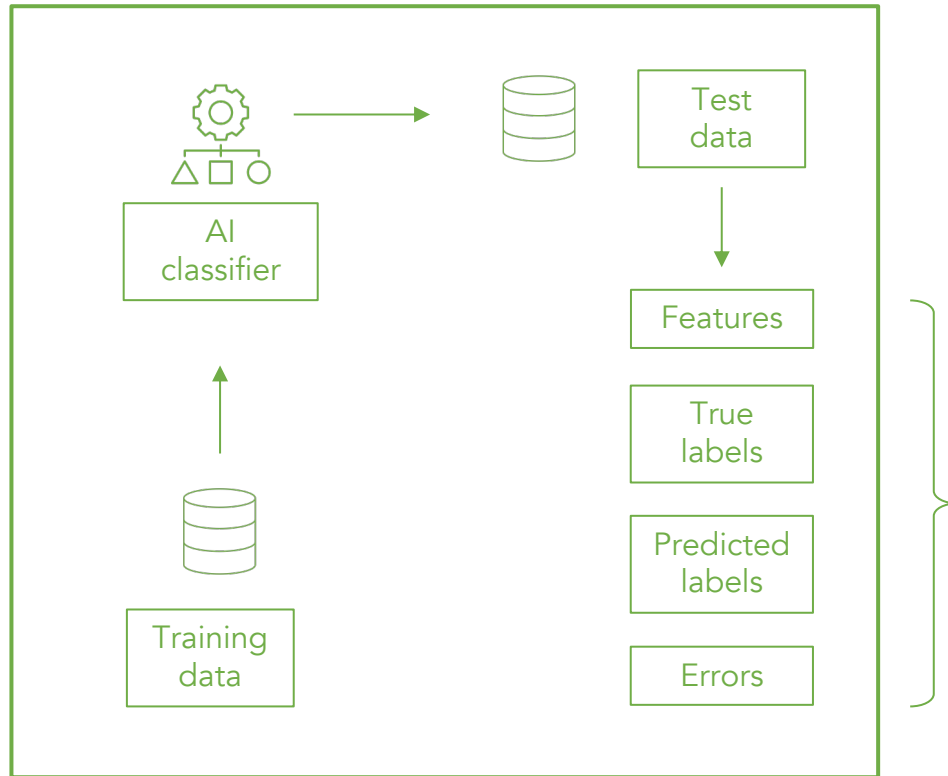 Test
data
AI
classifier
Features
True
labels
Predicted
labels
Training
data
Errors